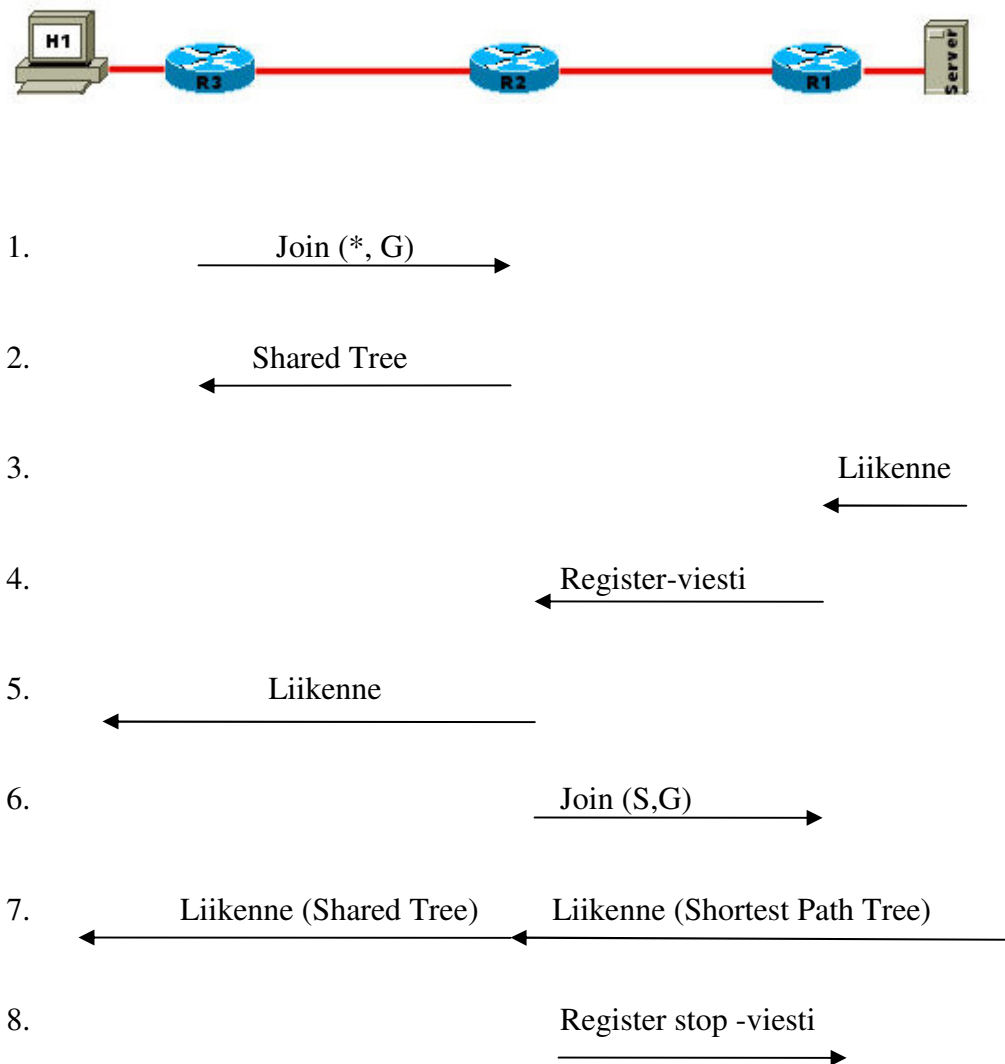 H1
R3
R2
R1
Server
1. Join (*, G)
2. Shared Tree
3. Liikenne
4. Register-viesti
5. Liikenne
6. Join (S,G)
7. Liikenne (Shared Tree) Liikenne (Shortest Path Tree)
8. Register stop -viesti